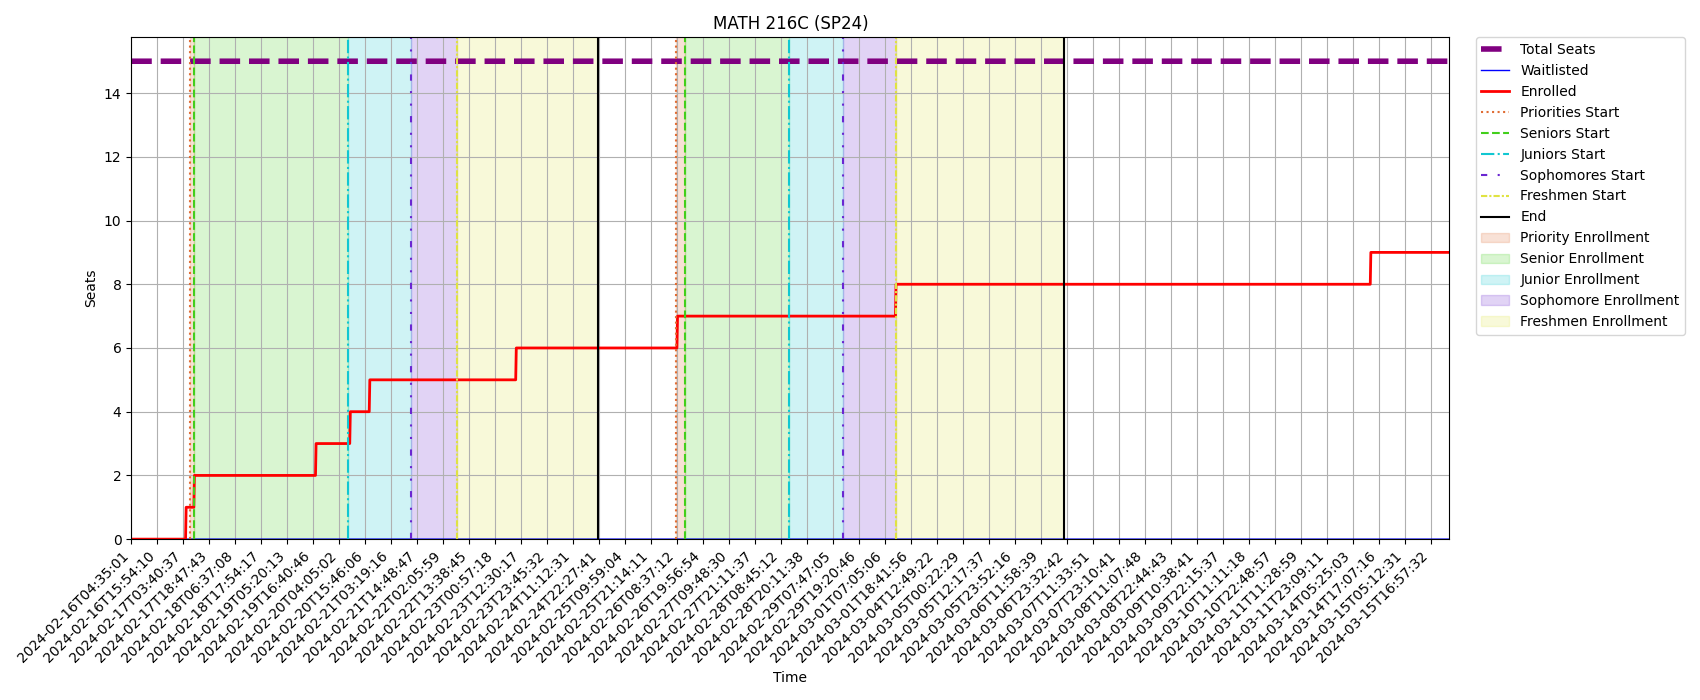 MATH 216C (SP24)
Seats
14
12
10
8
6
4
2
0
2024-02-16T04:35:01
2024-02-16T15:54:10
2024-02-17T03:40:37
2024-02-17T18:47:43
2024-02-18T06:37:08
2024-02-18T17:54:17
2024-02-19T05:20:13
2024-02-19T16:40:46
2024-02-20T04:05:02
2024-02-20T15:46:06
2024-02-21T03:19:16
2024-02-21T14:48:47
2024-02-22T02:05:59
2024-02-22T13:38:45
2024-02-23T00:57:18
2024-02-23T12:30:17
2024-02-23T23:45:32
2024-02-24T11:12:31
2024-02-24T22:27:41
2024-02-25T09:59:04
2024-02-25T21:14:11
2024-02-26T08:37:12
2024-02-26T19:56:54
2024-02-27T09:48:30
2024-02-27T21:11:37
2024-02-28T08:45:12
2024-02-28T20:11:38
2024-02-29T07:47:05
2024-02-29T19:20:46
2024-03-01T07:05:06
2024-03-01T18:41:56
2024-03-04T12:49:22
2024-03-05T00:22:29
2024-03-05T12:17:37
2024-03-05T23:52:16
2024-03-06T11:58:39
2024-03-06T23:32:42
2024-03-07T11:33:51
2024-03-07T23:10:41
2024-03-08T11:07:48
2024-03-08T22:44:43
2024-03-09T10:38:41
2024-03-09T22:15:37
2024-03-10T11:11:18
2024-03-10T22:48:57
2024-03-11T11:28:59
2024-03-11T23:09:11
2024-03-14T05:25:03
2024-03-14T17:07:16
2024-03-15T05:12:31
2024-03-15T16:57:32
Time
Total Seats
Waitlisted
Enrolled
Priorities Start
Seniors Start
Juniors Start
Sophomores Start
Freshmen Start
End
Priority Enrollment
Senior Enrollment
Junior Enrollment
Sophomore Enrollment
Freshmen Enrollment